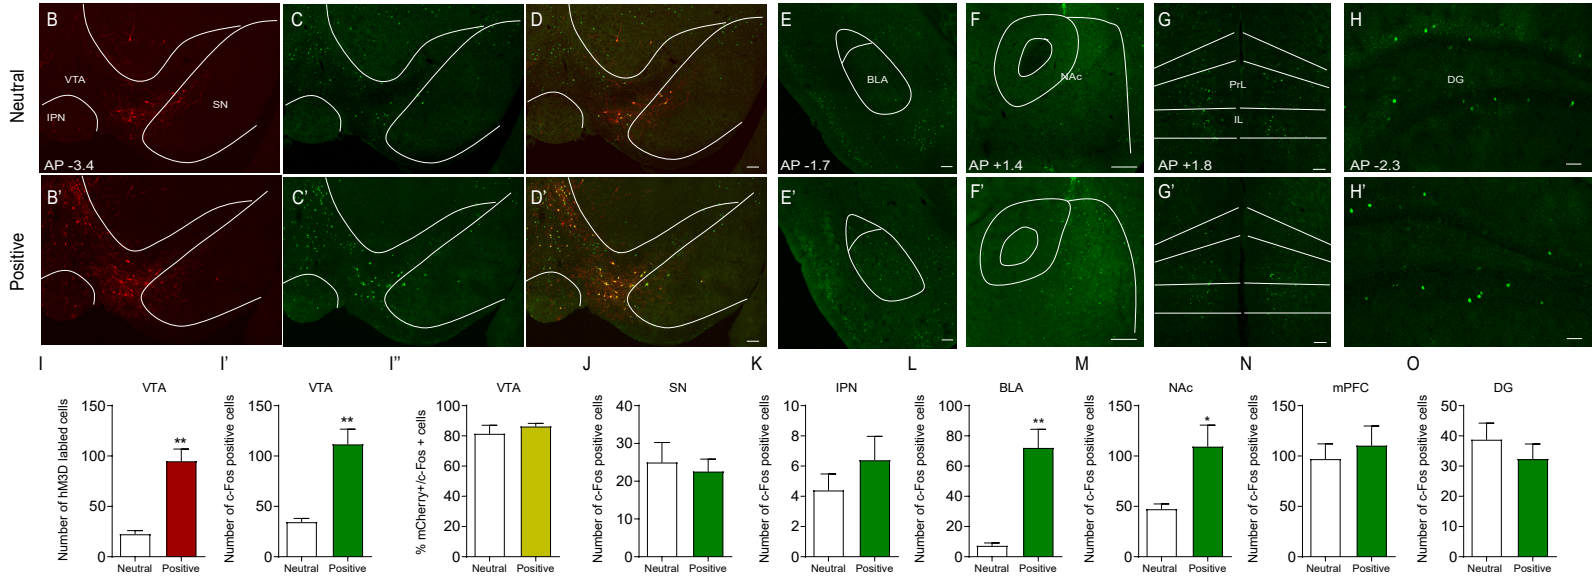 B
C
D
E
F
G
H
Neutral
VTA
SN
IPN
AP -3.4
BLA
AP -1.7
NAc
AP +1.4
PrL
IL
AP +1.8
DG
AP -2.3
B'
C'
D'
E'
F'
G'
H'
Positive
I
I'
I''
J
K
L
M
N
O
VTA
Number of hM3D labled cells
150
100
50
0
**
Neutral
Positive
VTA
Number of c-Fos positive cells
150
100
50
0
**
Neutral
Positive
VTA
% mCherry+/c-Fos + cells
100
80
60
40
20
0
Neutral
Positive
SN
Number of c-Fos positive cells
40
30
20
10
0
Neutral
Positive
IPN
Number of c-Fos positive cells
6
4
2
0
Neutral
Positive
BLA
Number of c-Fos positive cells
100
80
60
40
20
0
**
Neutral
Positive
NAc
Number of c-Fos positive cells
150
100
50
0
*
Neutral
Positive
mPFC
Number of c-Fos positive cells
150
100
50
0
Neutral
Positive
DG
Number of c-Fos positive cells
50
40
30
20
10
0
Neutral
Positive